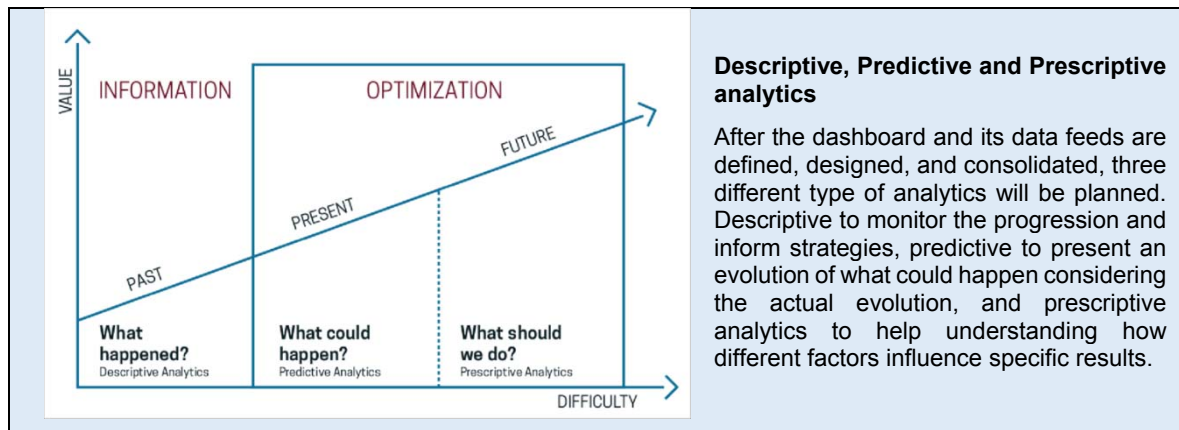 VALUE
INFORMATION
OPTIMIZATION
PAST
PRESENT
FUTURE
What
happened?
Descriptive Analytics
What could
happen?
Predictive Analytics
What should
we do?
Prescriptive Analytics
DIFFICULTY
Descriptive, Predictive and Prescriptive
analytics
After the dashboard and its data feeds are
defined, designed, and consolidated, three
different type of analytics will be planned.
Descriptive to monitor the progression and
inform strategies, predictive to present an
evolution of what could happen considering
the actual evolution, and prescriptive
analytics to help understanding how
different factors influence specific results.